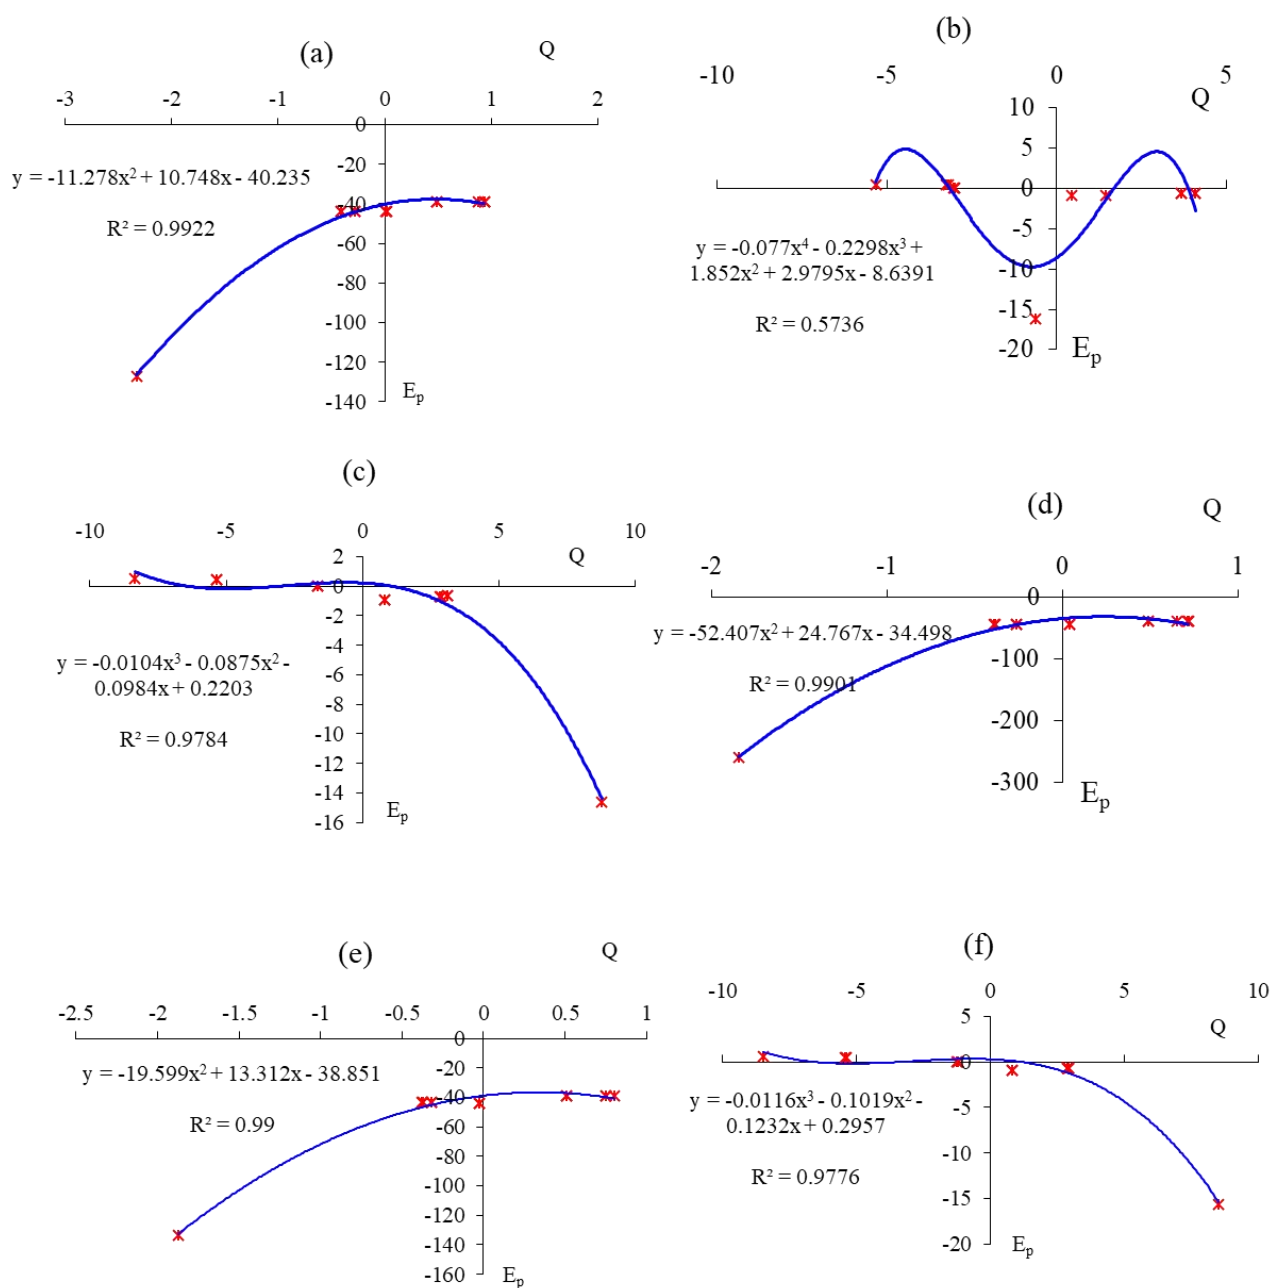 (a)
Q
-3 -2 -1 0 1 2
0
-20
-40
-60
-80
-100
-120
-140
y = -11.278x² + 10.748x - 40.235
R² = 0.9922
Eₚ
(b)
-10 -5 0 5
Q
10
5
0
-5
-10
-15
-20
y = -0.077x⁴ - 0.2298x³ +
1.852x² + 2.9795x - 8.6391
R² = 0.5736
Eₚ
(c)
-10 -5 0 5 10
Q
2
0
-2
-4
-6
-8
-10
-12
-14
-16
y = -0.0104x³ - 0.0875x² -
0.0984x + 0.2203
R² = 0.9784
Eₚ
(d)
Q
-2 -1 0 1
0
-100
-200
-300
y = -52.407x² + 24.767x - 34.498
R² = 0.9901
Eₚ
(e)
Q
-2.5 -2 -1.5 -1 -0.5 0 0.5 1
0
-20
-40
-60
-80
-100
-120
-140
-160
y = -19.599x² + 13.312x - 38.851
R² = 0.99
Eₚ
(f)
-10 -5 0 5 10
Q
5
0
-5
-10
-15
-20
y = -0.0116x³ - 0.1019x² -
0.1232x + 0.2957
R² = 0.9776
Eₚ